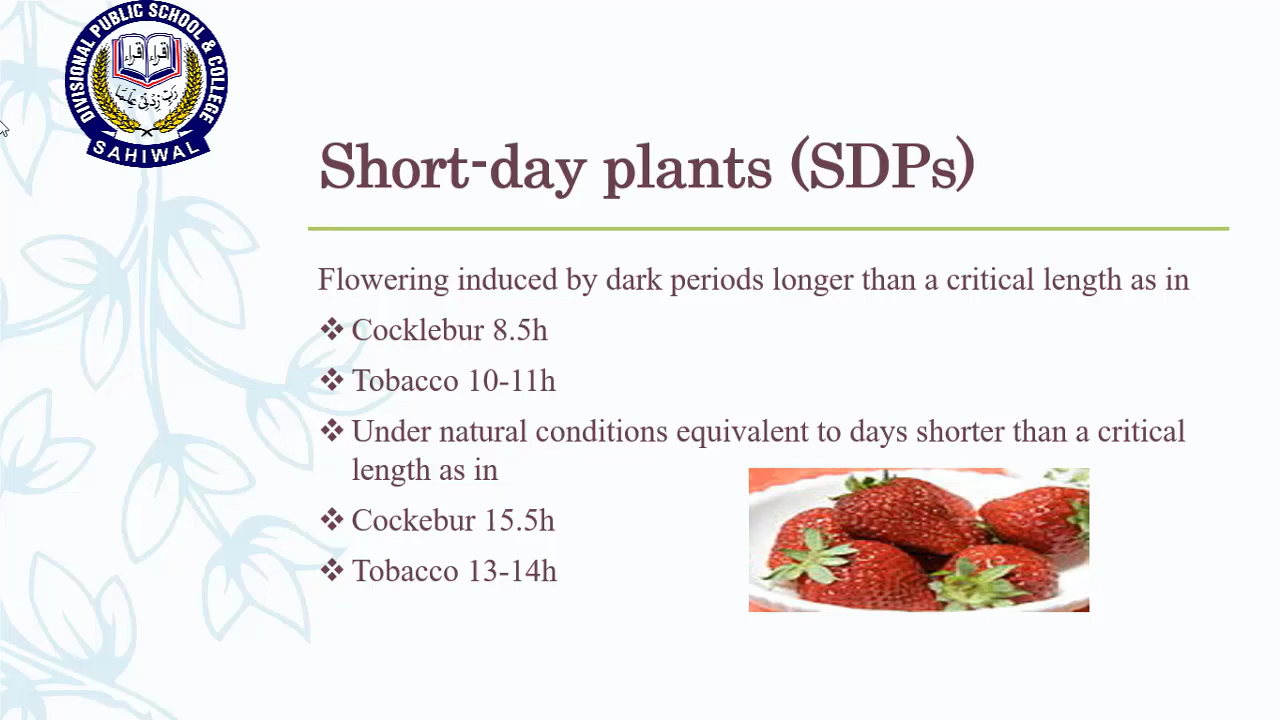 DIVISIONAL PUBLIC SCHOOL & COLLEGE
اقراء اقراء
رَبِّ زِدْنِیْ عِلْمًا
SAHIWAL
Short-day plants (SDPs)
Flowering induced by dark periods longer than a critical length as in
❖ Cocklebur 8.5h
❖ Tobacco 10-11h
❖ Under natural conditions equivalent to days shorter than a critical
length as in
❖ Cockebur 15.5h
❖ Tobacco 13-14h